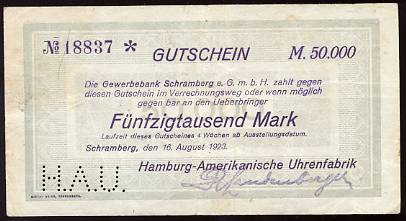 № 18837 * GUTSCHEIN M. 50.000
Die Gewerbebank Schramberg e. G. m. b. H. zahlt gegen
diesen Gutschein im Verrechnungsweg oder wenn möglich
gegen bar an den Ueberbringer
Fünfzigtausend Mark
Laufzeit dieses Gutscheines 4 Wochen ab Ausstellungsdatum.
Schramberg, den 16. August 1923.
Hamburg-Amerikanische Uhrenfabrik
H.A.U.